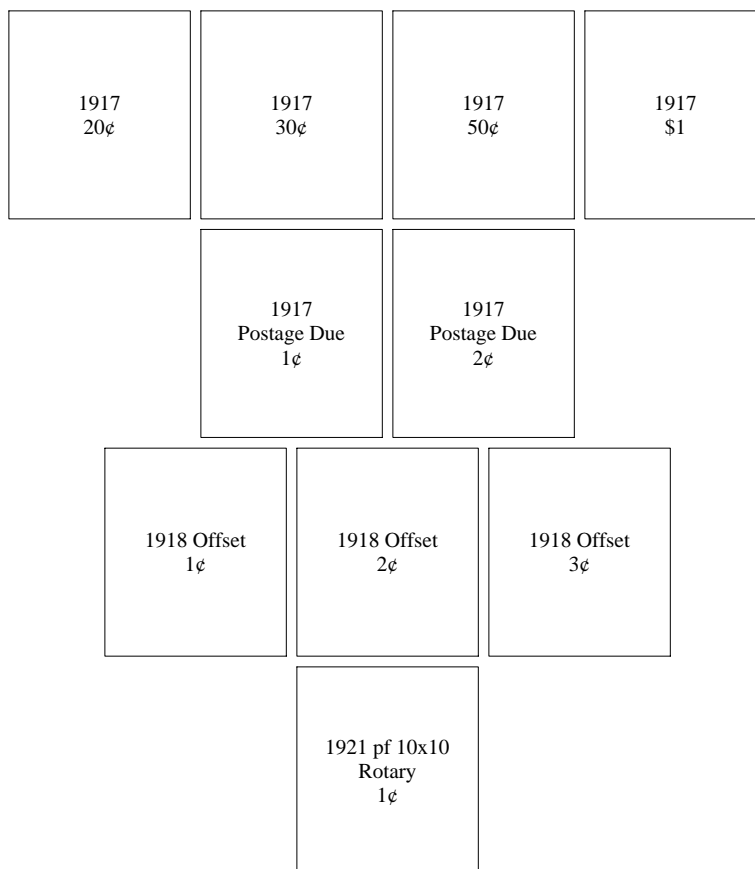 1917
20¢
1917
30¢
1917
50¢
1917
$1
1917
Postage Due
1¢
1917
Postage Due
2¢
1918 Offset
1¢
1918 Offset
2¢
1918 Offset
3¢
1921 pf 10x10
Rotary
1¢